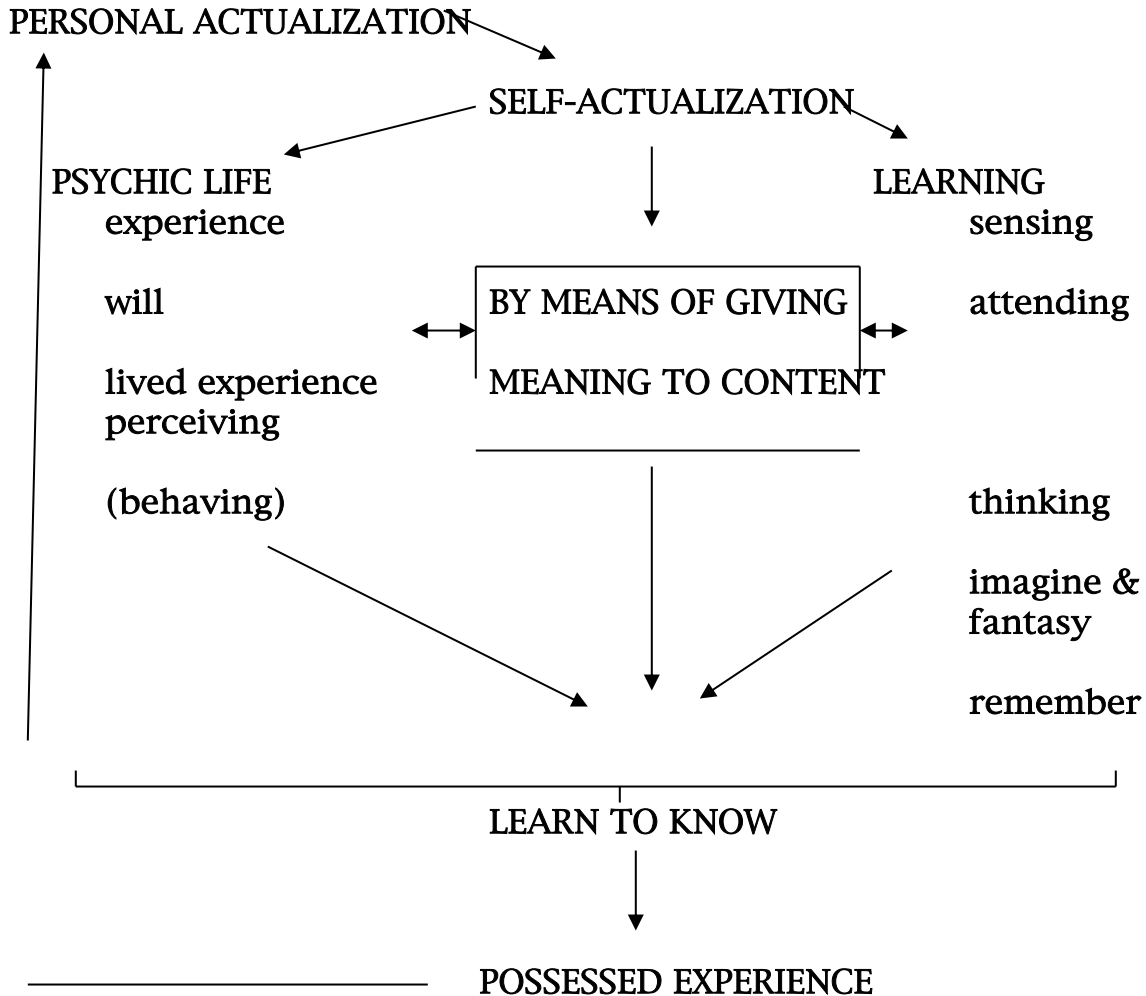 PERSONAL ACTUALIZATION
SELF-ACTUALIZATION
PSYCHIC LIFE
experience
will
lived experience
perceiving
(behaving)
BY MEANS OF GIVING
MEANING TO CONTENT
LEARNING
sensing
attending
thinking
imagine &
fantasy
remember
LEARN TO KNOW
POSSESSED EXPERIENCE